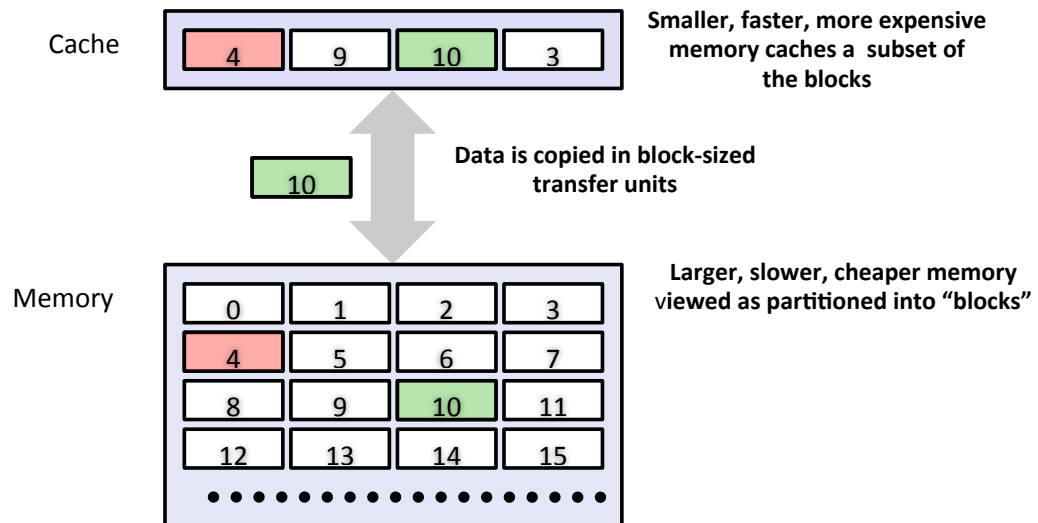 Cache
4 9 10 3
Smaller, faster, more expensive
memory caches a subset of
the blocks
10
Data is copied in block-sized
transfer units
Memory
Larger, slower, cheaper memory
viewed as partitioned into “blocks”
0 1 2 3
4 5 6 7
8 9 10 11
12 13 14 15